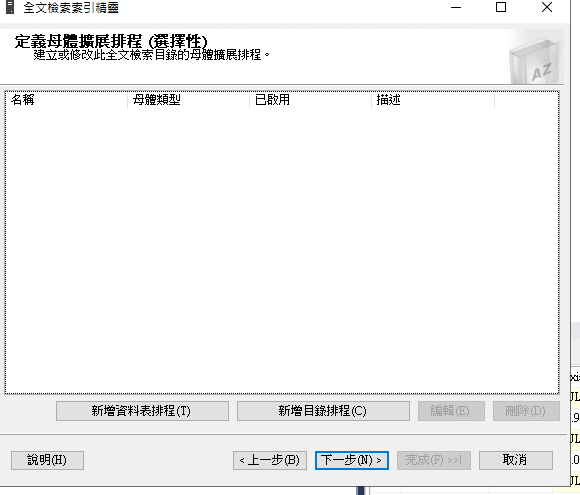 全文檢索索引精靈
定義母體擴展排程 (選擇性)
建立或修改此全文檢索目錄的母體擴展排程。
AZ
名稱 母體類型 已啟用 描述
新增資料表排程(T) 新增目錄排程(C) 編輯(E) 刪除(D)
說明(H) < 上一步(B) 下一步(N) > 完成(F) >>| 取消